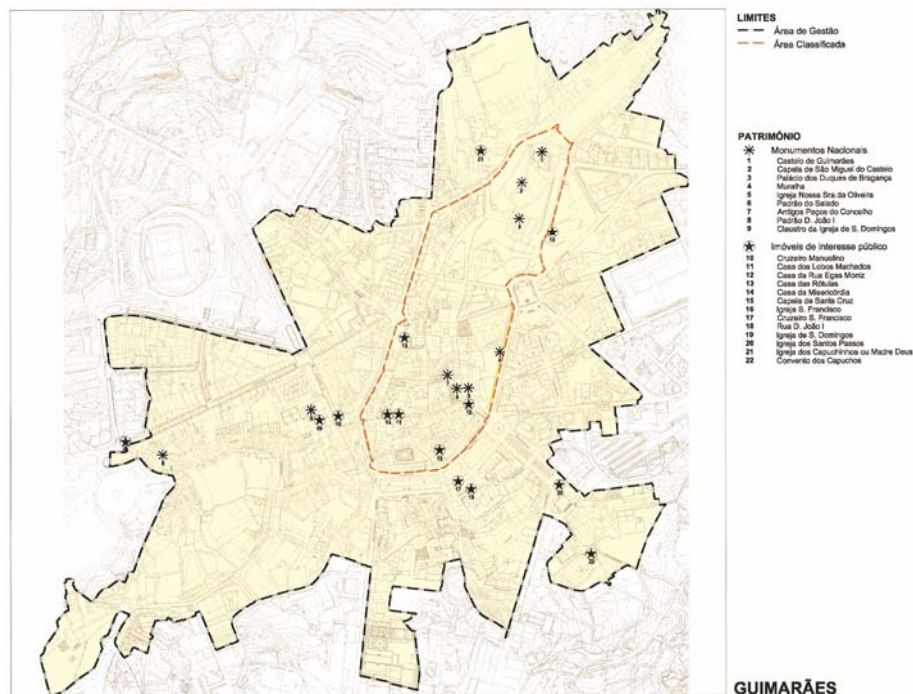 LIMITES
Área de Gestão
Área Classificada
PATRIMÓNIO
Monumentos Nacionais
1 Castelo de Guimarães
2 Capela de São Miguel do Castelo
3 Palácio dos Duques de Bragança
4 Muralha
5 Igreja Nossa Sra.da Oliveira
6 Padrão do Salado
7 Antigos Paços do Concelho
8 Padrão D. João I
9 Claustro da Igreja de S. Domingos
Imóveis de interesse público
10 Cruzeiro Manuelino
11 Casa dos Lobos Machados
12 Casa da Rua Egas Moniz
13 Casa das Rótulas
14 Casa da Misericórdia
15 Capela de Santa Cruz
16 Igreja S. Francisco
17 Cruzeiro S. Francisco
18 Rua D. João I
19 Igreja de S. Domingos
20 Igreja dos Santos Passos
21 Igreja dos Capuchinhos ou Madre Deus
22 Convento dos Capuchos
GUIMARÃES